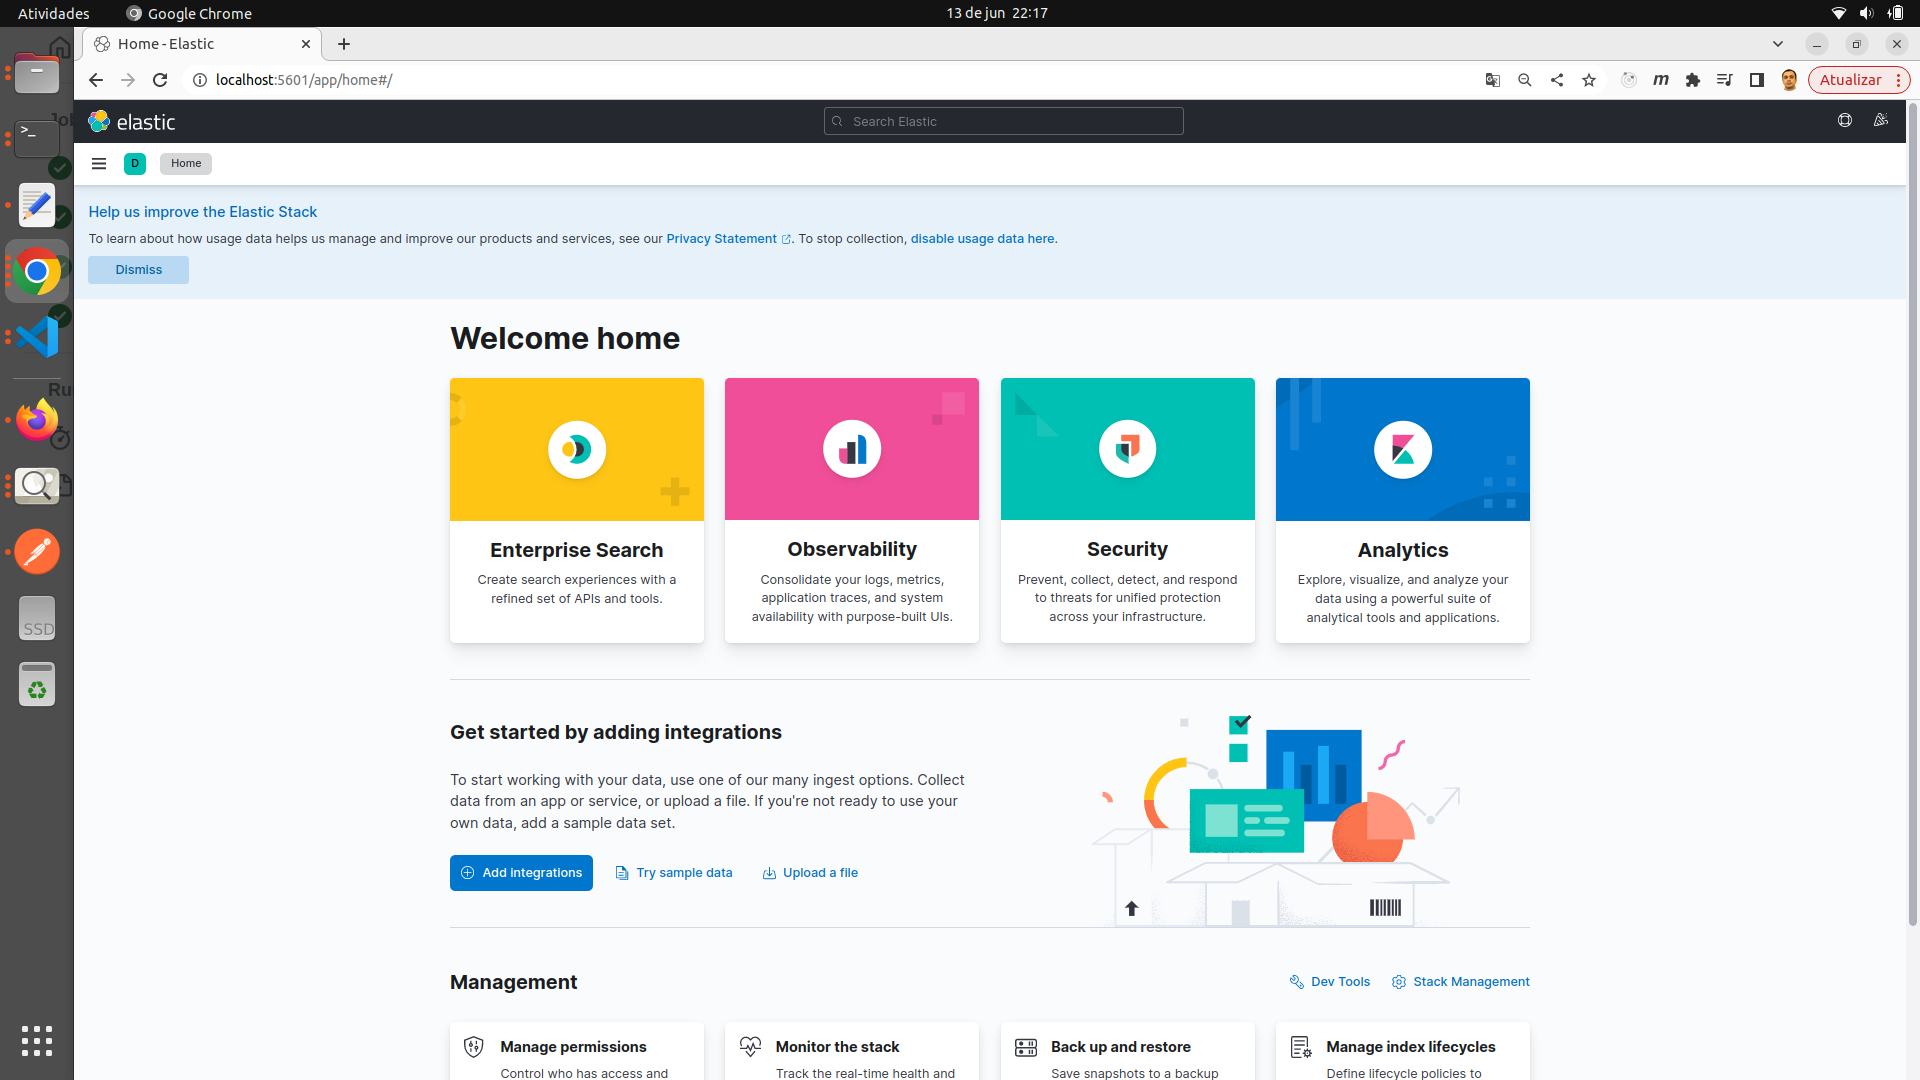 Atividades
Google Chrome
13 de jun 22:17
Home - Elastic
localhost:5601/app/home#/
Atualizar
elastic
Search Elastic
D
Home
Help us improve the Elastic Stack
To learn about how usage data helps us manage and improve our products and services, see our Privacy Statement. To stop collection, disable usage data here.
Dismiss
Welcome home
Enterprise Search
Create search experiences with a
refined set of APIs and tools.
Observability
Consolidate your logs, metrics,
application traces, and system
availability with purpose-built UIs.
Security
Prevent, collect, detect, and respond
to threats for unified protection
across your infrastructure.
Analytics
Explore, visualize, and analyze your
data using a powerful suite of
analytical tools and applications.
Get started by adding integrations
To start working with your data, use one of our many ingest options. Collect
data from an app or service, or upload a file. If you're not ready to use your
own data, add a sample data set.
Add integrations
Try sample data
Upload a file
Management
Dev Tools
Stack Management
Manage permissions
Control who has access and
Monitor the stack
Track the real-time health and
Back up and restore
Save snapshots to a backup
Manage index lifecycles
Define lifecycle policies to
>_
SSD